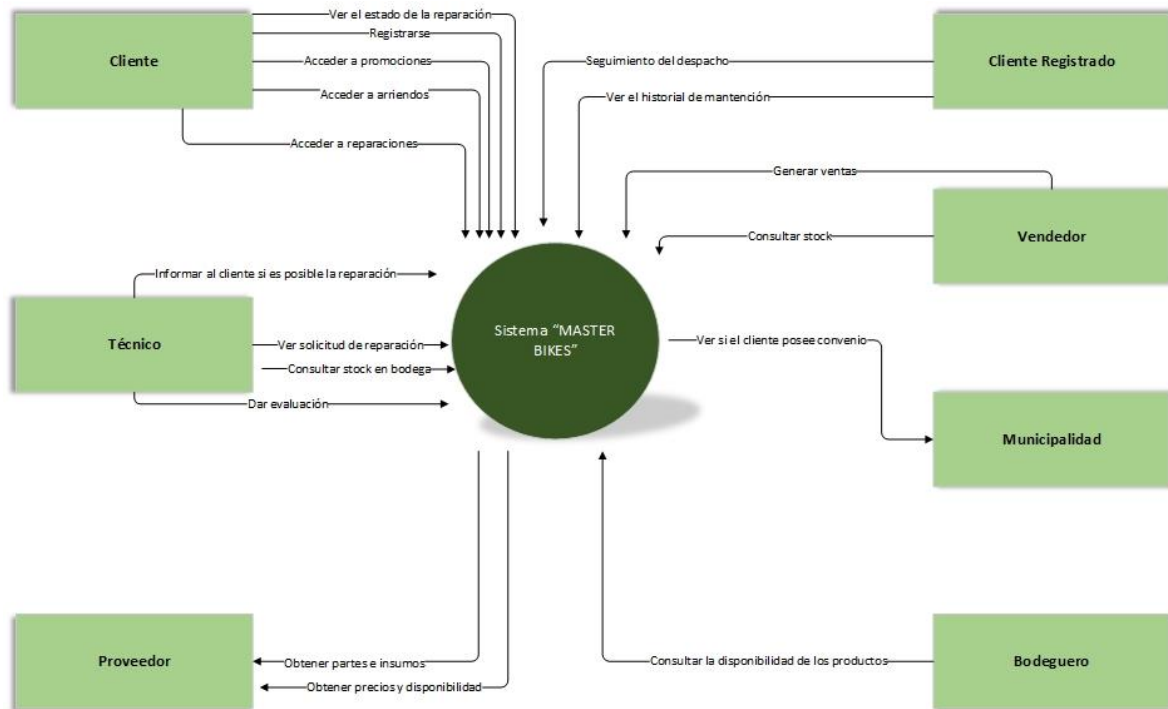 Ver el estado de la reparación
Registrarse
Cliente
Acceder a promociones
Acceder a arriendos
Acceder a reparaciones
Seguimiento del despacho
Cliente Registrado
Ver el historial de mantención
Generar ventas
Consultar stock
Vendedor
Informar al cliente si es posible la reparación
Técnico
Ver solicitud de reparación
Consultar stock en bodega
Dar evaluación
Sistema “MASTER
BIKES”
Ver si el cliente posee convenio
Municipalidad
Proveedor
Obtener partes e insumos
Obtener precios y disponibilidad
Consultar la disponibilidad de los productos
Bodeguero